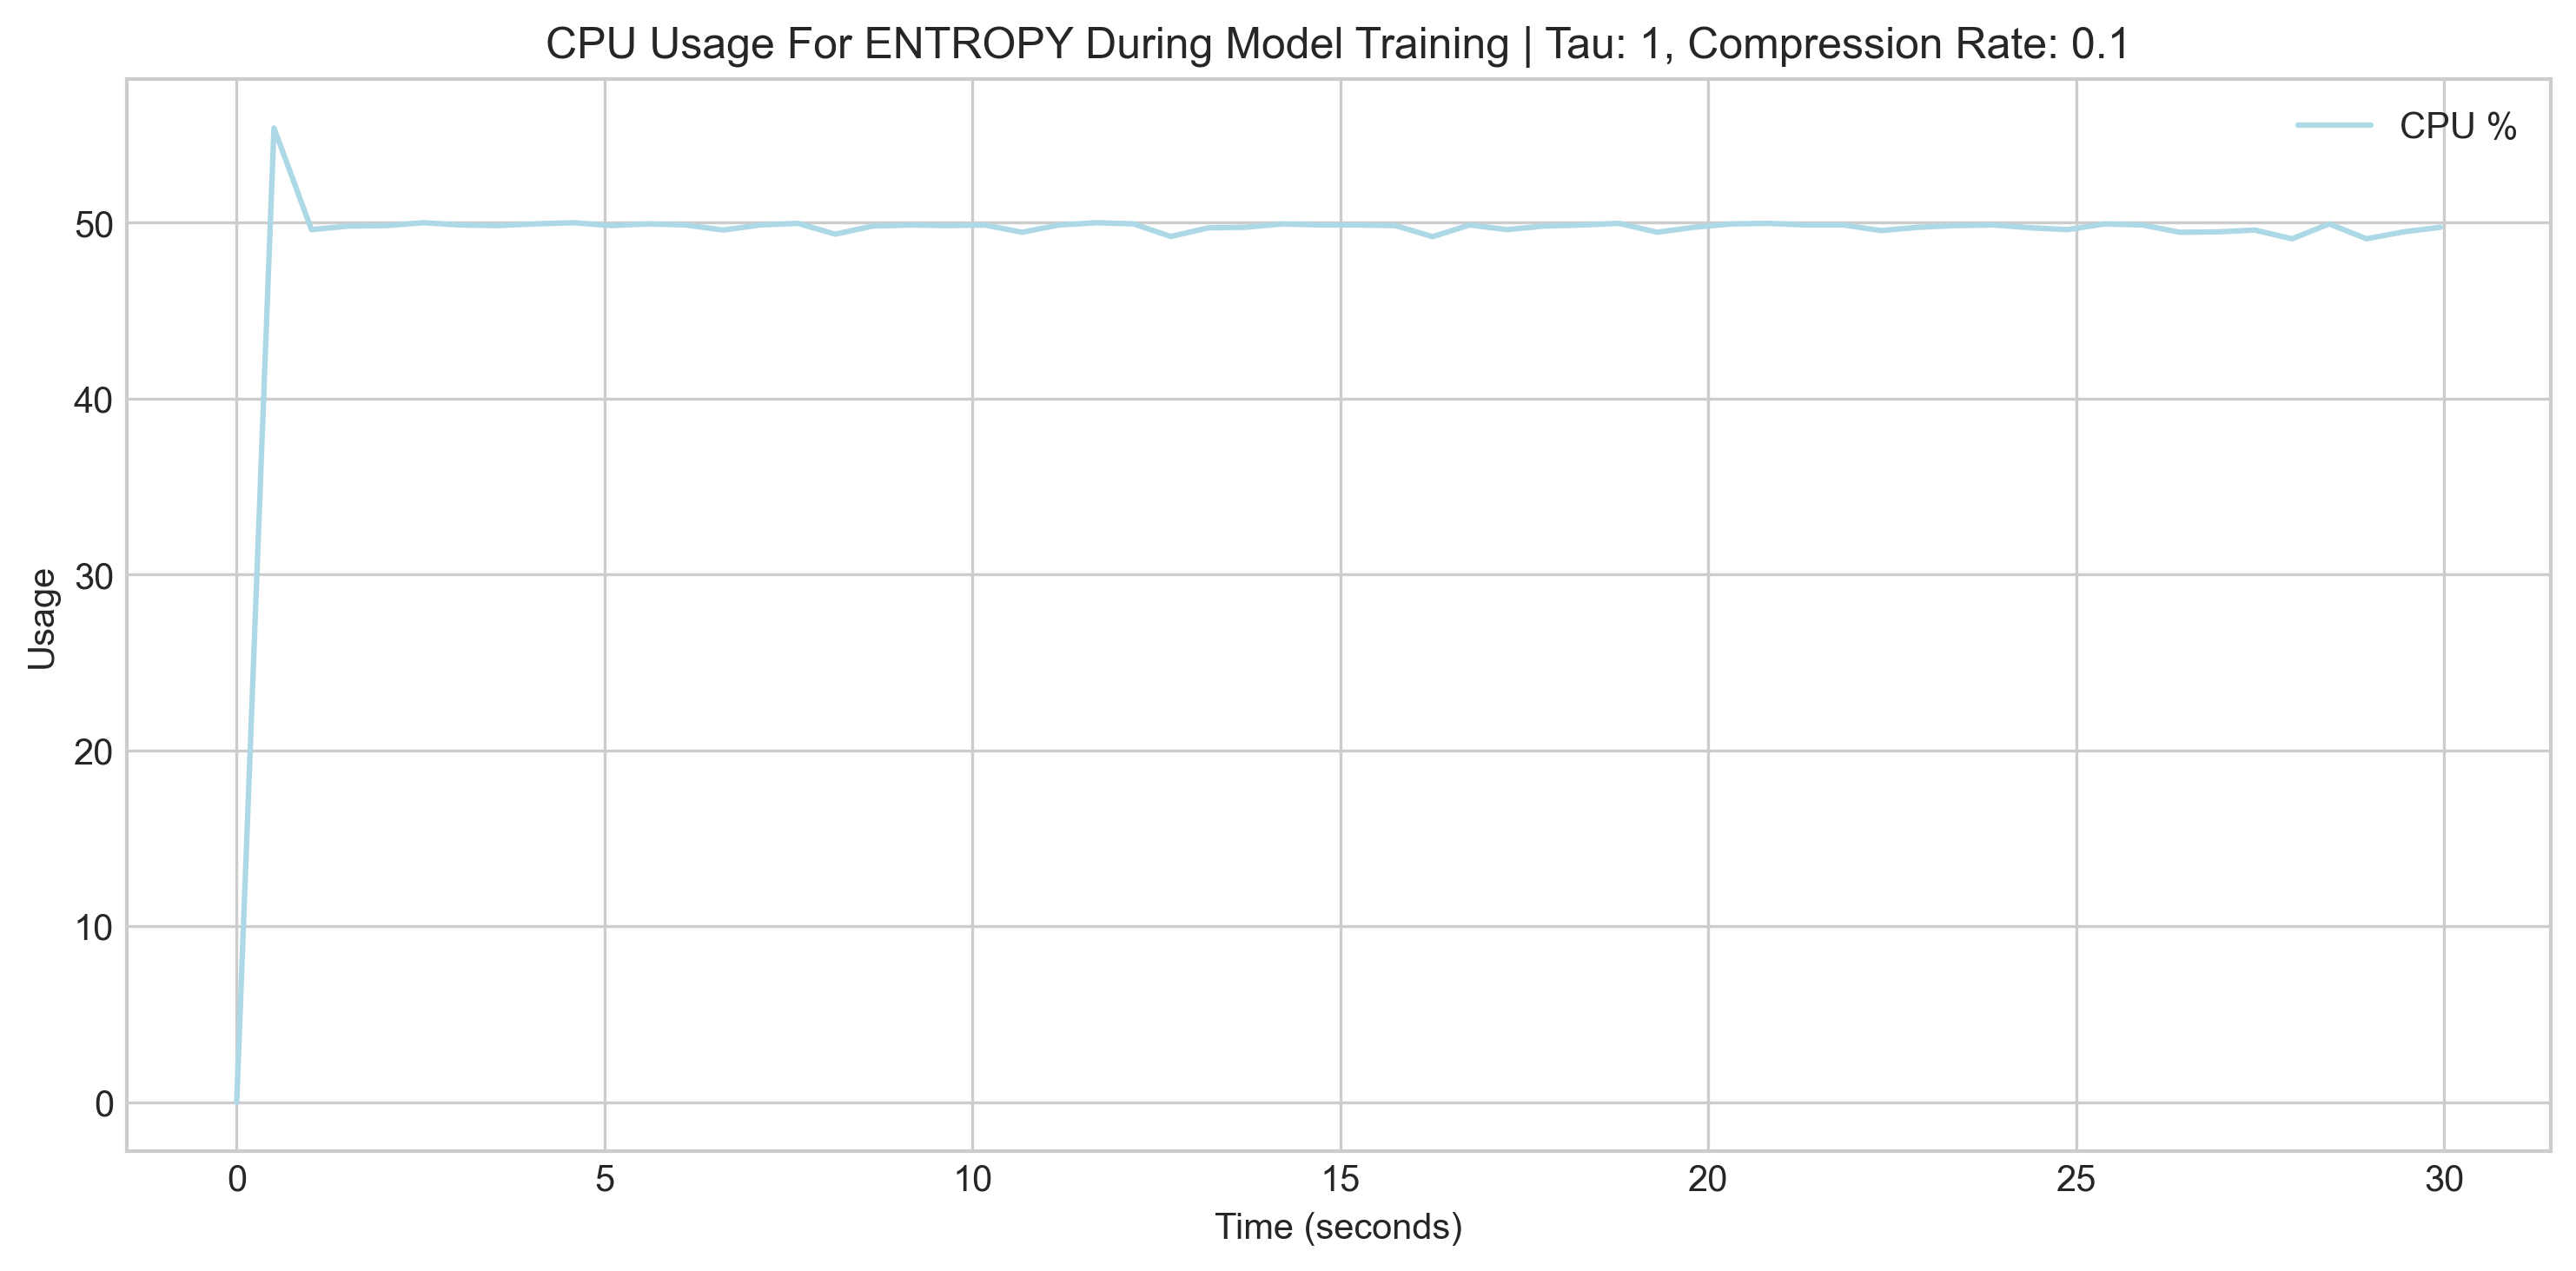 CPU Usage For ENTROPY During Model Training | Tau: 1, Compression Rate: 0.1
CPU %
50
40
30
20
10
0
Usage
0 5 10 15 20 25 30
Time (seconds)